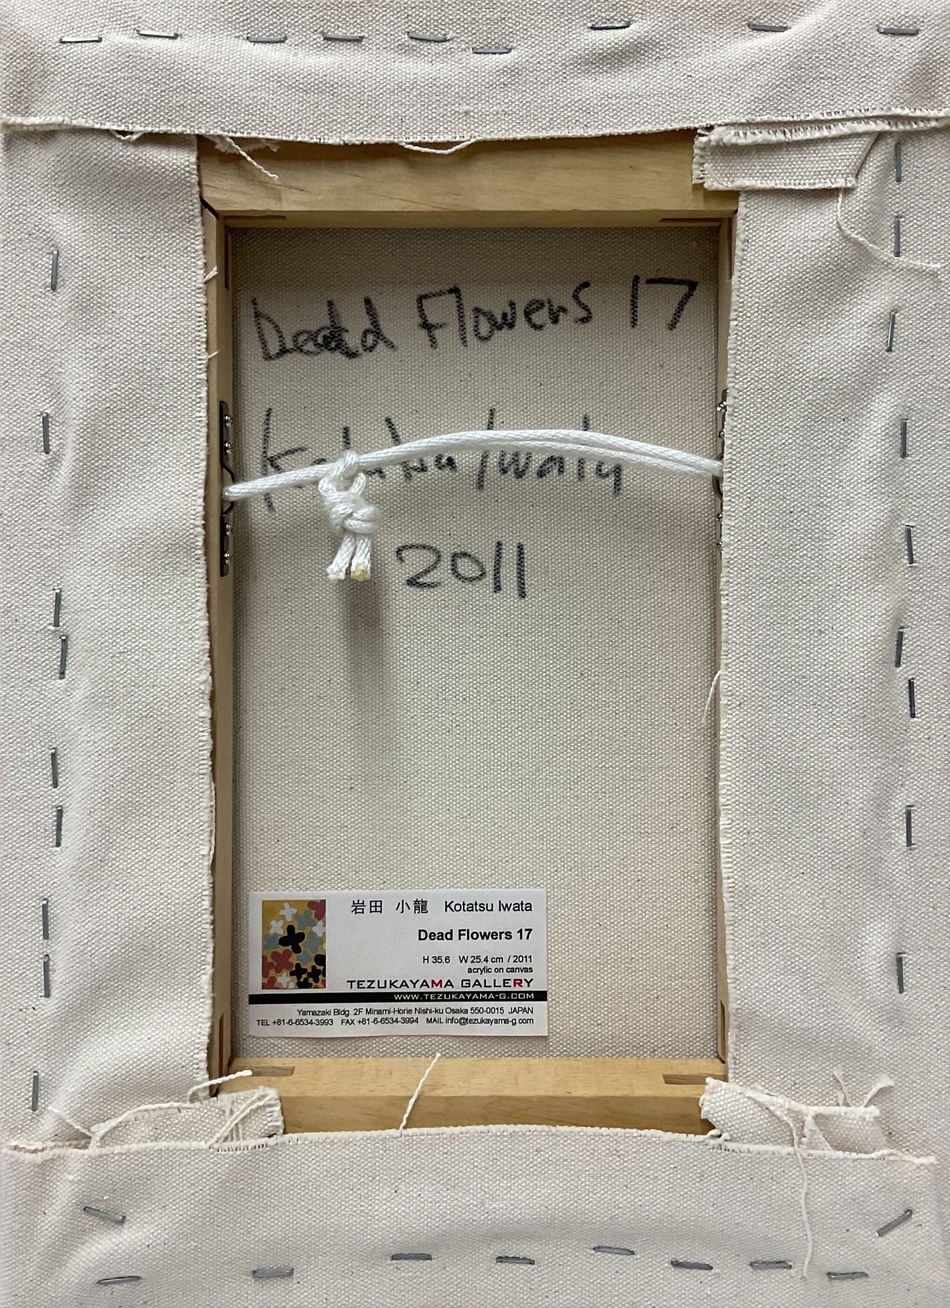 Dead Flowers 17
Kotatsu Iwata
2011
岩田 小龍 Kotatsu Iwata
Dead Flowers 17
H 35.6 W 25.4 cm / 2011
acrylic on canvas
TEZUKAYAMA GALLERY
WWW.TEZUKAYAMA-G.COM
Yamazaki Bldg. 2F Minami-Horie Nishi-ku Osaka 550-0015 JAPAN
TEL +81-6-6534-3993 FAX +81-6-6534-3994 MAIL info@tezukayama-g.com